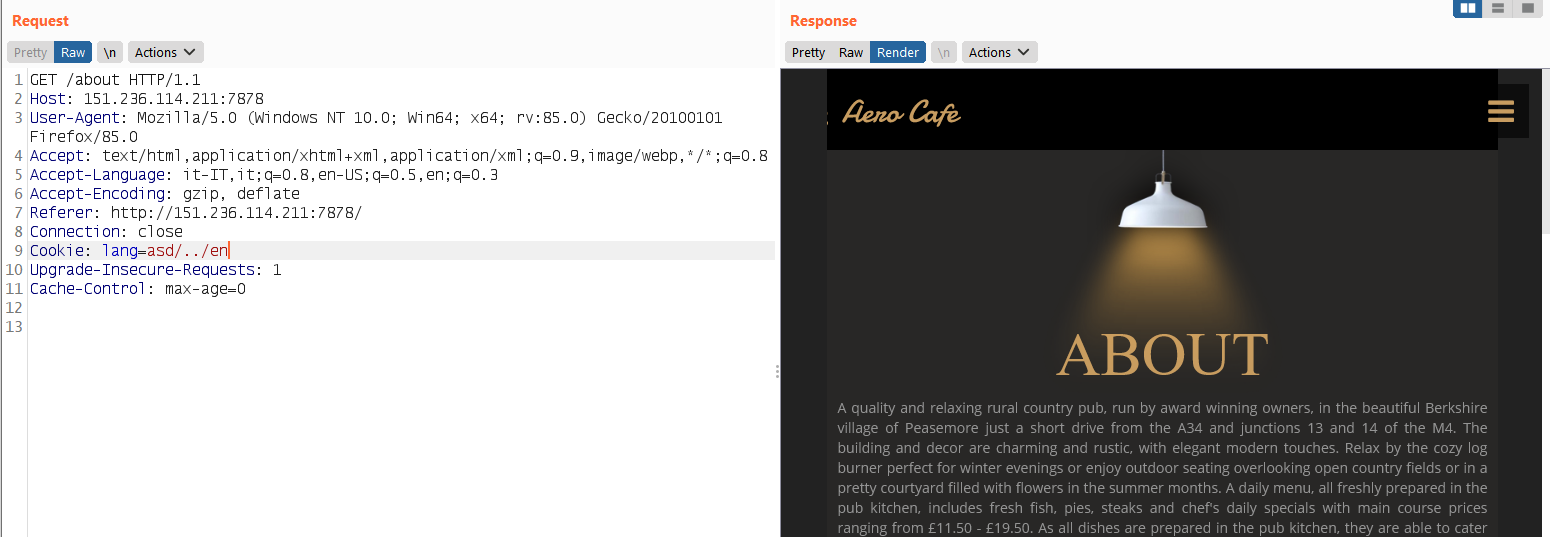 Request
Response
Pretty Raw \n Actions
Pretty Raw Render \n Actions
1 GET /about HTTP/1.1
2 Host: 151.236.114.211:7878
3 User-Agent: Mozilla/5.0 (Windows NT 10.0; Win64; x64; rv:85.0) Gecko/20100101
Firefox/85.0
4 Accept: text/html,application/xhtml+xml,application/xml;q=0.9,image/webp,*/*;q=0.8
5 Accept-Language: it-IT,it;q=0.8,en-US;q=0.5,en;q=0.3
6 Accept-Encoding: gzip, deflate
7 Referer: http://151.236.114.211:7878/
8 Connection: close
9 Cookie: lang=asd/../en
10 Upgrade-Insecure-Requests: 1
11 Cache-Control: max-age=0
12
13
Aero Cafe
ABOUT
A quality and relaxing rural country pub, run by award winning owners, in the beautiful Berkshire
village of Peasemore just a short drive from the A34 and junctions 13 and 14 of the M4. The
building and decor are charming and rustic, with elegant modern touches. Relax by the cozy log
burner perfect for winter evenings or enjoy outdoor seating overlooking open country fields or in a
pretty courtyard filled with flowers in the summer months. A daily menu, all freshly prepared in the
pub kitchen, includes fresh fish, pies, steaks and chef's daily specials with main course prices
ranging from £11.50 - £19.50. As all dishes are prepared in the pub kitchen, they are able to cater